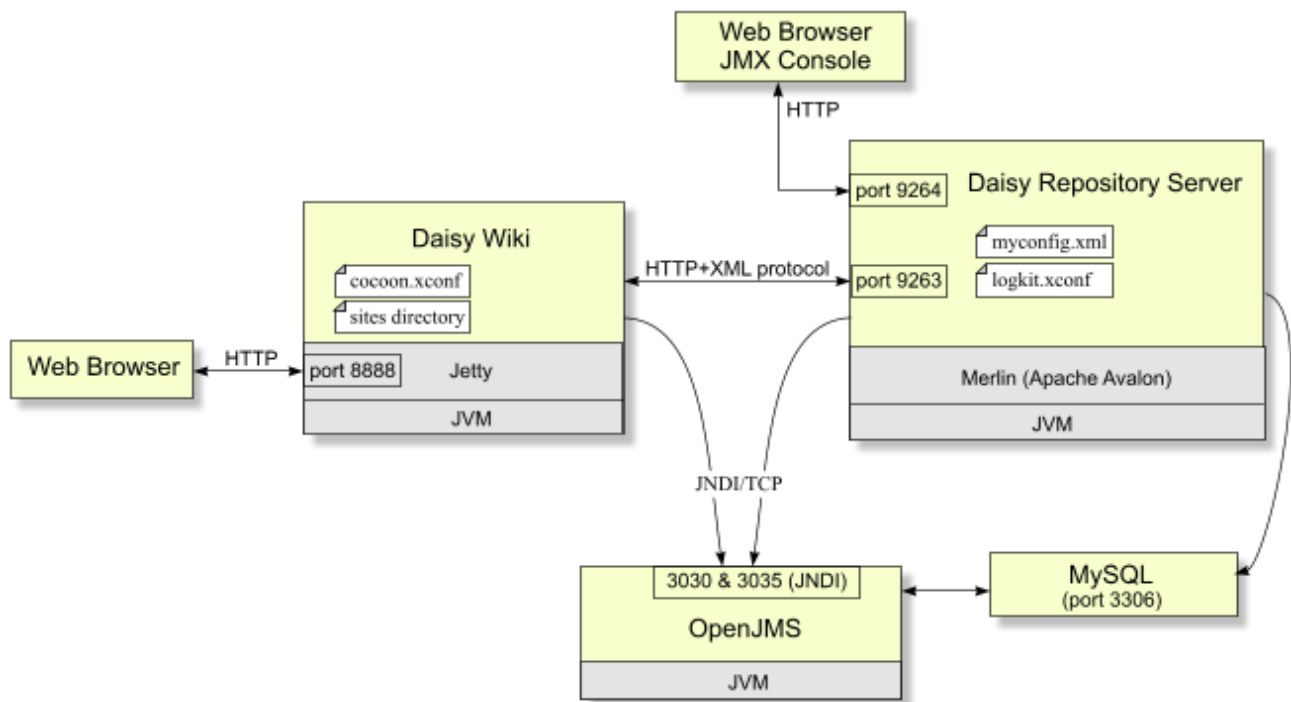 Web Browser
JMX Console
HTTP
port 9264
Daisy Repository Server
myconfig.xml
logkit.xconf
Daisy Wiki
cocoon.xconf
sites directory
HTTP+XML protocol
port 9263
Web Browser
HTTP
port 8888
Jetty
JVM
Merlin (Apache Avalon)
JVM
JNDI/TCP
3030 & 3035 (JNDI)
OpenJMS
JVM
MySQL
(port 3306)